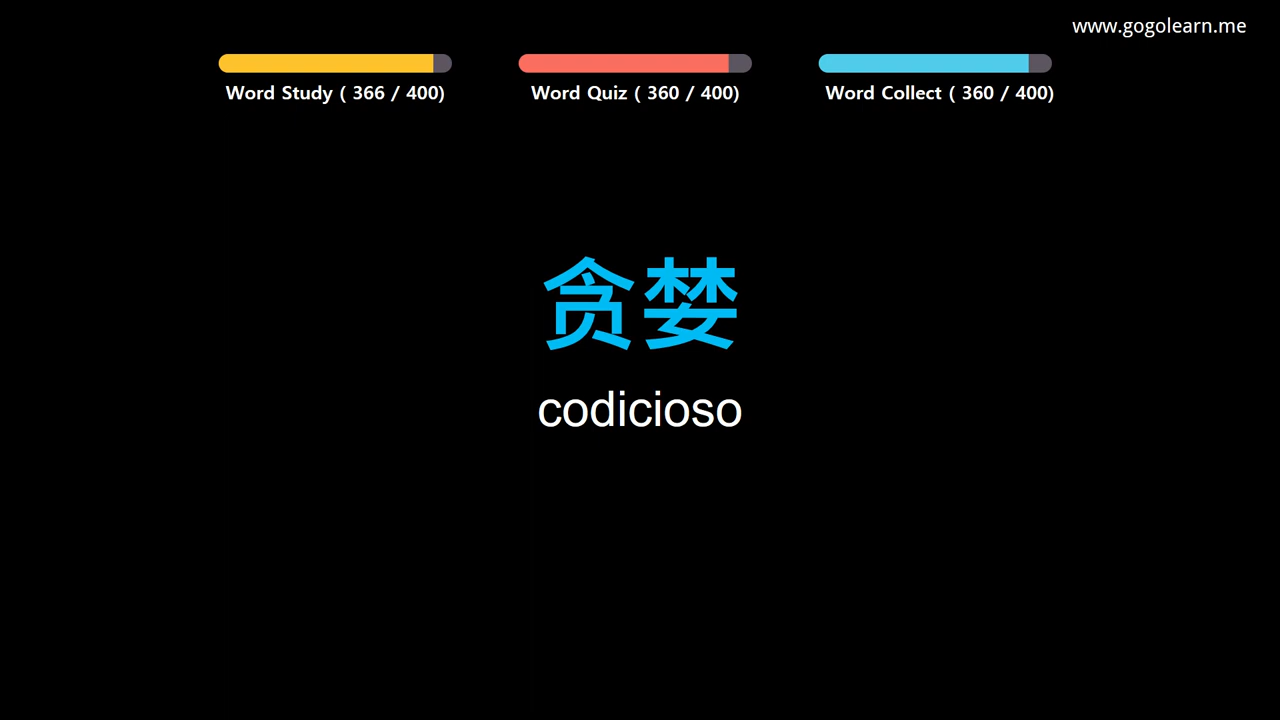 www.gogolearn.me
Word Study ( 366 / 400)
Word Quiz ( 360 / 400)
Word Collect ( 360 / 400)
贪婪
codicioso